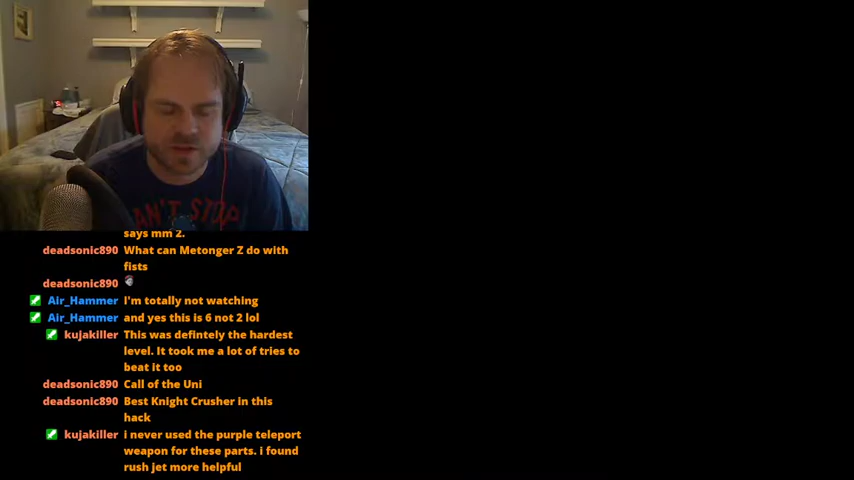 CAN'T STOP
says mm 2.
deadsonic890 What can Metonger Z do with
fists
deadsonic890
Air_Hammer I'm totally not watching
Air_Hammer and yes this is 6 not 2 lol
kujakiller This was defintely the hardest
level. It took me a lot of tries to
beat it too
deadsonic890 Call of the Uni
deadsonic890 Best Knight Crusher in this
hack
kujakiller i never used the purple teleport
weapon for these parts. i found
rush jet more helpful